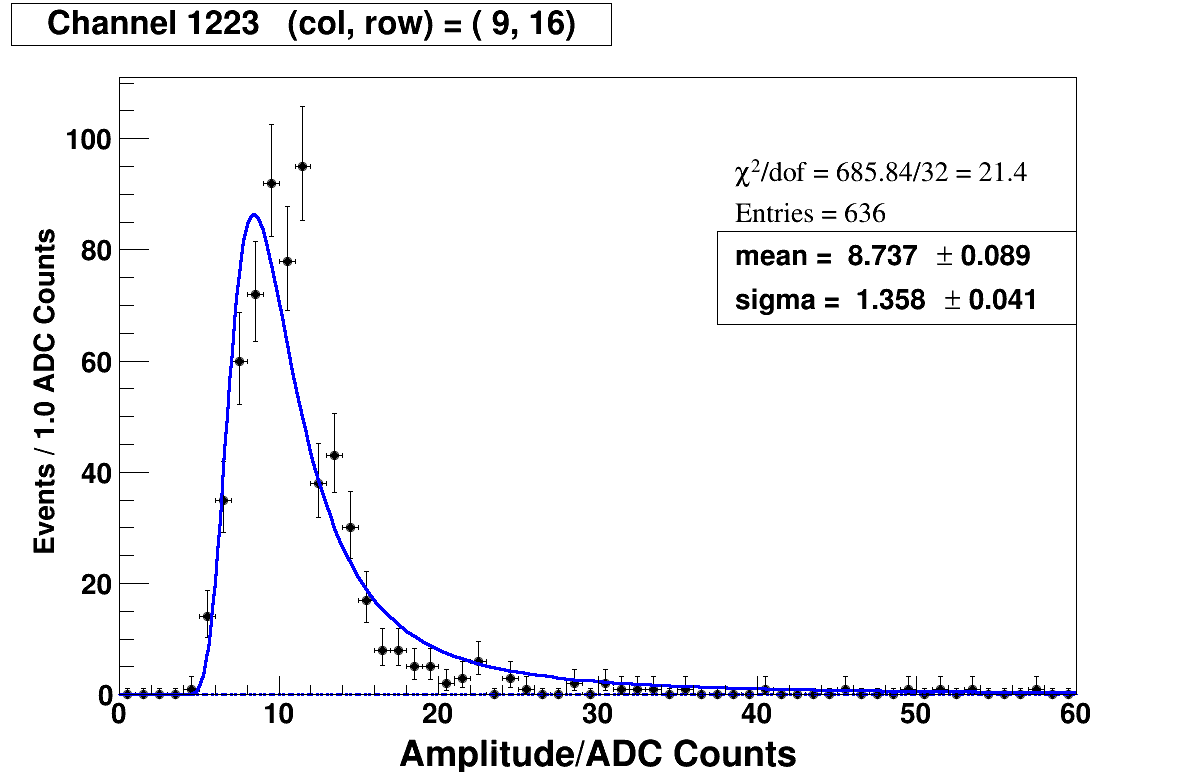 Channel 1223 (col, row) = ( 9, 16)
χ²/dof = 685.84/32 = 21.4
Entries = 636
mean = 8.737 ± 0.089
sigma = 1.358 ± 0.041
Events / 1.0 ADC Counts
100
80
60
40
20
0
0 10 20 30 40 50 60
Amplitude/ADC Counts